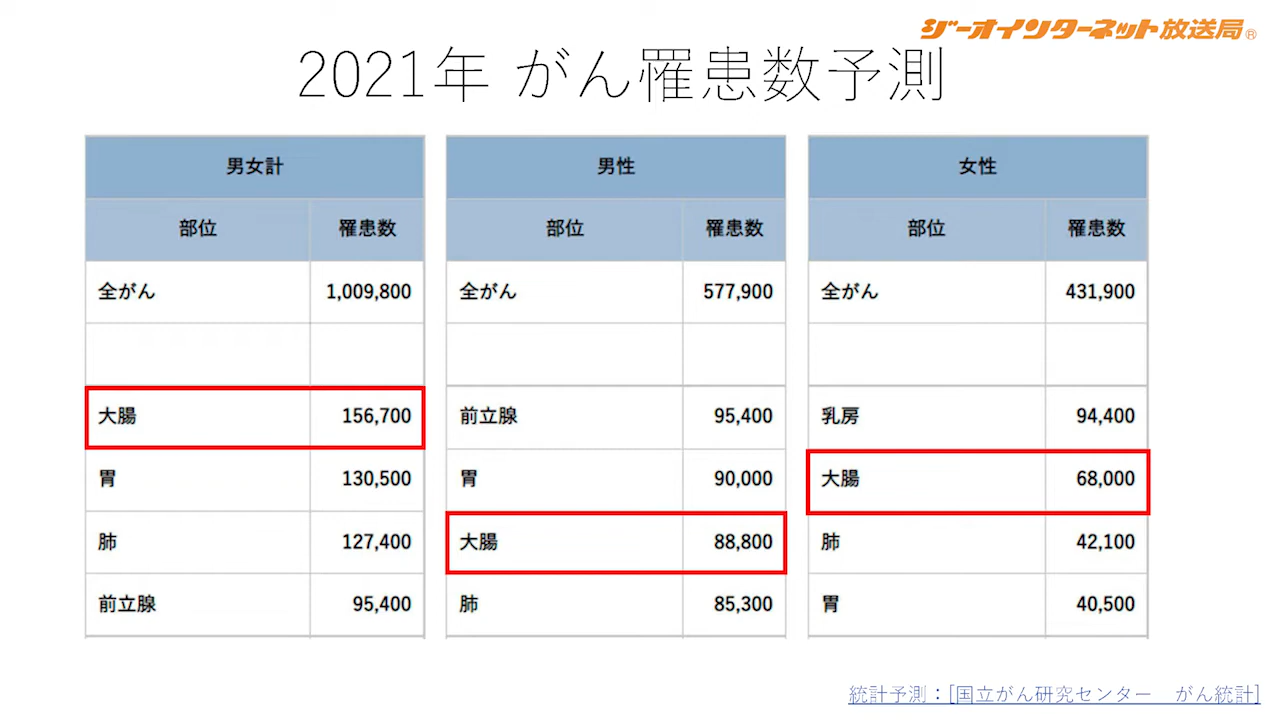 ジーオインターネット放送局®
2021年 がん罹患数予測
男女計
部位 罹患数
全がん 1,009,800
大腸 156,700
胃 130,500
肺 127,400
前立腺 95,400
男性
部位 罹患数
全がん 577,900
前立腺 95,400
胃 90,000
大腸 88,800
肺 85,300
女性
部位 罹患数
全がん 431,900
乳房 94,400
大腸 68,000
肺 42,100
胃 40,500
統計予測：[国立がん研究センター　がん統計]